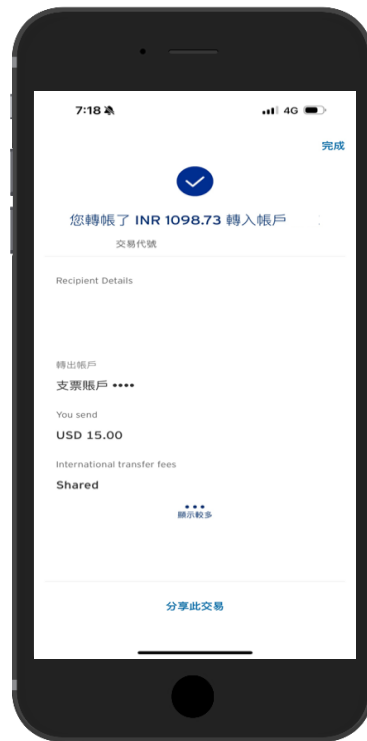 7:18
4G
完成
您轉帳了 INR 1098.73 轉入帳戶
交易代號
Recipient Details
轉出帳戶
支票賬戶 ••••
You send
USD 15.00
International transfer fees
Shared
顯示較多
分享此交易